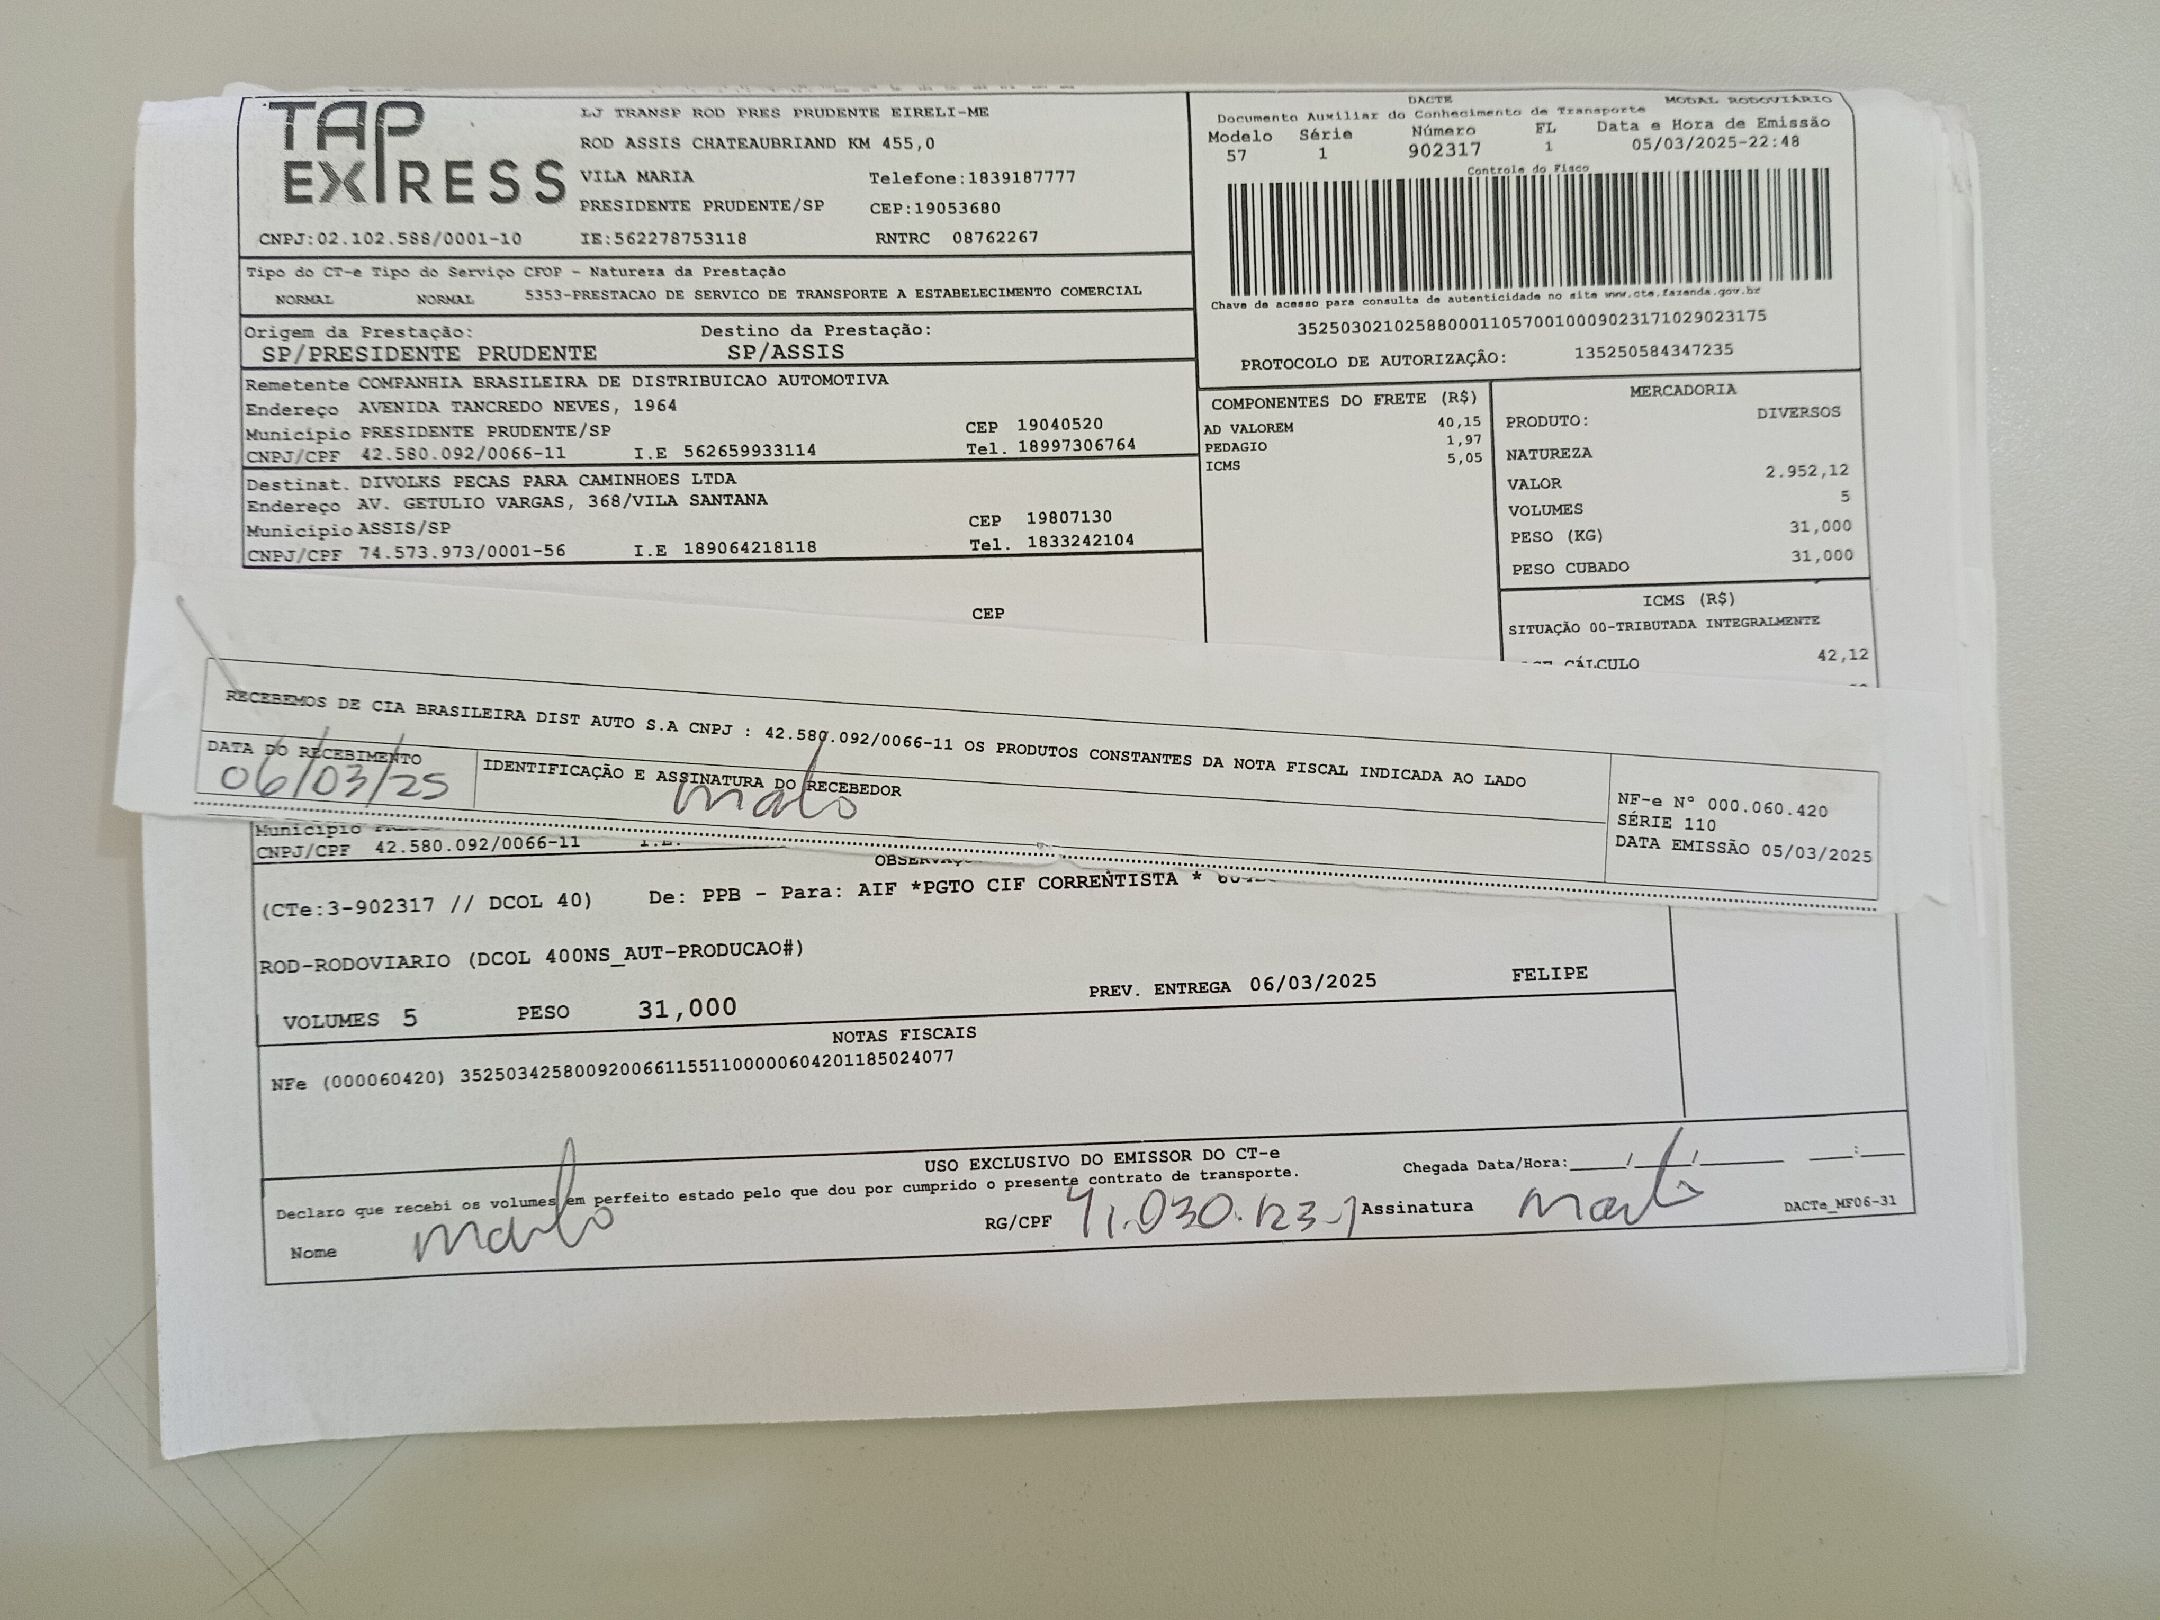 TAP EXPRESS
LJ TRANSP ROD PRES PRUDENTE EIRELI-ME
ROD ASSIS CHATEAUBRIAND KM 455,0
VILA MARIA Telefone:1839187777
PRESIDENTE PRUDENTE/SP CEP:19053680
CNPJ:02.102.588/0001-10 IE:562278753118 RNTRC 08762267
DACTE MODAL RODOVIÁRIO
Documento Auxiliar do Conhecimento de Transporte
Modelo Série Número FL Data e Hora de Emissão
57 1 902317 1 05/03/2025-22:48
Controle do Fisco
Chave de acesso para consulta de autenticidade no site www.cte.fazenda.gov.br
35250302102588000110570010009023171029023175
PROTOCOLO DE AUTORIZAÇÃO: 135250584347235
Tipo do CT-e Tipo do Serviço CFOP - Natureza da Prestação
NORMAL NORMAL 5353-PRESTACAO DE SERVICO DE TRANSPORTE A ESTABELECIMENTO COMERCIAL
Origem da Prestação: Destino da Prestação:
SP/PRESIDENTE PRUDENTE SP/ASSIS
Remetente COMPANHIA BRASILEIRA DE DISTRIBUICAO AUTOMOTIVA
Endereço AVENIDA TANCREDO NEVES, 1964
Município PRESIDENTE PRUDENTE/SP CEP 19040520
CNPJ/CPF 42.580.092/0066-11 I.E 562659933114 Tel. 18997306764
Destinat. DIVOLKS PECAS PARA CAMINHOES LTDA
Endereço AV. GETULIO VARGAS, 368/VILA SANTANA
Município ASSIS/SP CEP 19807130
CNPJ/CPF 74.573.973/0001-56 I.E 189064218118 Tel. 1833242104
CEP
COMPONENTES DO FRETE (R$)
AD VALOREM 40,15
PEDAGIO 1,97
ICMS 5,05
MERCADORIA
PRODUTO: DIVERSOS
NATUREZA
VALOR 2.952,12
VOLUMES 5
PESO (KG) 31,000
PESO CUBADO 31,000
ICMS (R$)
SITUAÇÃO 00-TRIBUTADA INTEGRALMENTE
CÁLCULO 42,12
RECEBEMOS DE CIA BRASILEIRA DIST AUTO S.A CNPJ : 42.580.092/0066-11 OS PRODUTOS CONSTANTES DA NOTA FISCAL INDICADA AO LADO
DATA DO RECEBIMENTO IDENTIFICAÇÃO E ASSINATURA DO RECEBEDOR
06/03/25
NF-e N° 000.060.420
SÉRIE 110
DATA EMISSÃO 05/03/2025
Município
CNPJ/CPF 42.580.092/0066-11
(CTe:3-902317 // DCOL 40) De: PPB - Para: AIF *PGTO CIF CORRENTISTA *
ROD-RODOVIARIO (DCOL 400NS_AUT-PRODUCAO#)
VOLUMES 5 PESO 31,000 PREV. ENTREGA 06/03/2025 FELIPE
NOTAS FISCAIS
NFe (000060420) 35250342580092006611551100000604201185024077
USO EXCLUSIVO DO EMISSOR DO CT-e
Declaro que recebi os volumes em perfeito estado pelo que dou por cumprido o presente contrato de transporte.
Chegada Data/Hora:____/____/______ ___:___
Nome RG/CPF Assinatura
DACTe_MF06-31